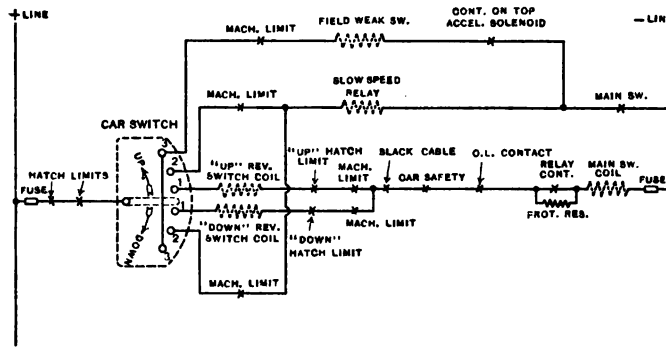 + LINE
MACH. LIMIT
FIELD WEAK SW.
CONT. ON TOP
ACCEL. SOLENOID
- LINE
MACH. LIMIT
SLOW SPEED
RELAY
MAIN SW.
CAR SWITCH
3
UP
2
1
"UP" REV.
SWITCH COIL
"UP" HATCH
LIMIT
MACH.
LIMIT
SLACK CABLE
CAR SAFETY
O.L. CONTACT
RELAY
CONT.
MAIN SW.
COIL
FUSE
HATCH LIMITS
FUSE
PROT. RES.
1
DOWN
2
3
"DOWN" REV.
SWITCH COIL
"DOWN"
HATCH LIMIT
MACH. LIMIT
MACH. LIMIT